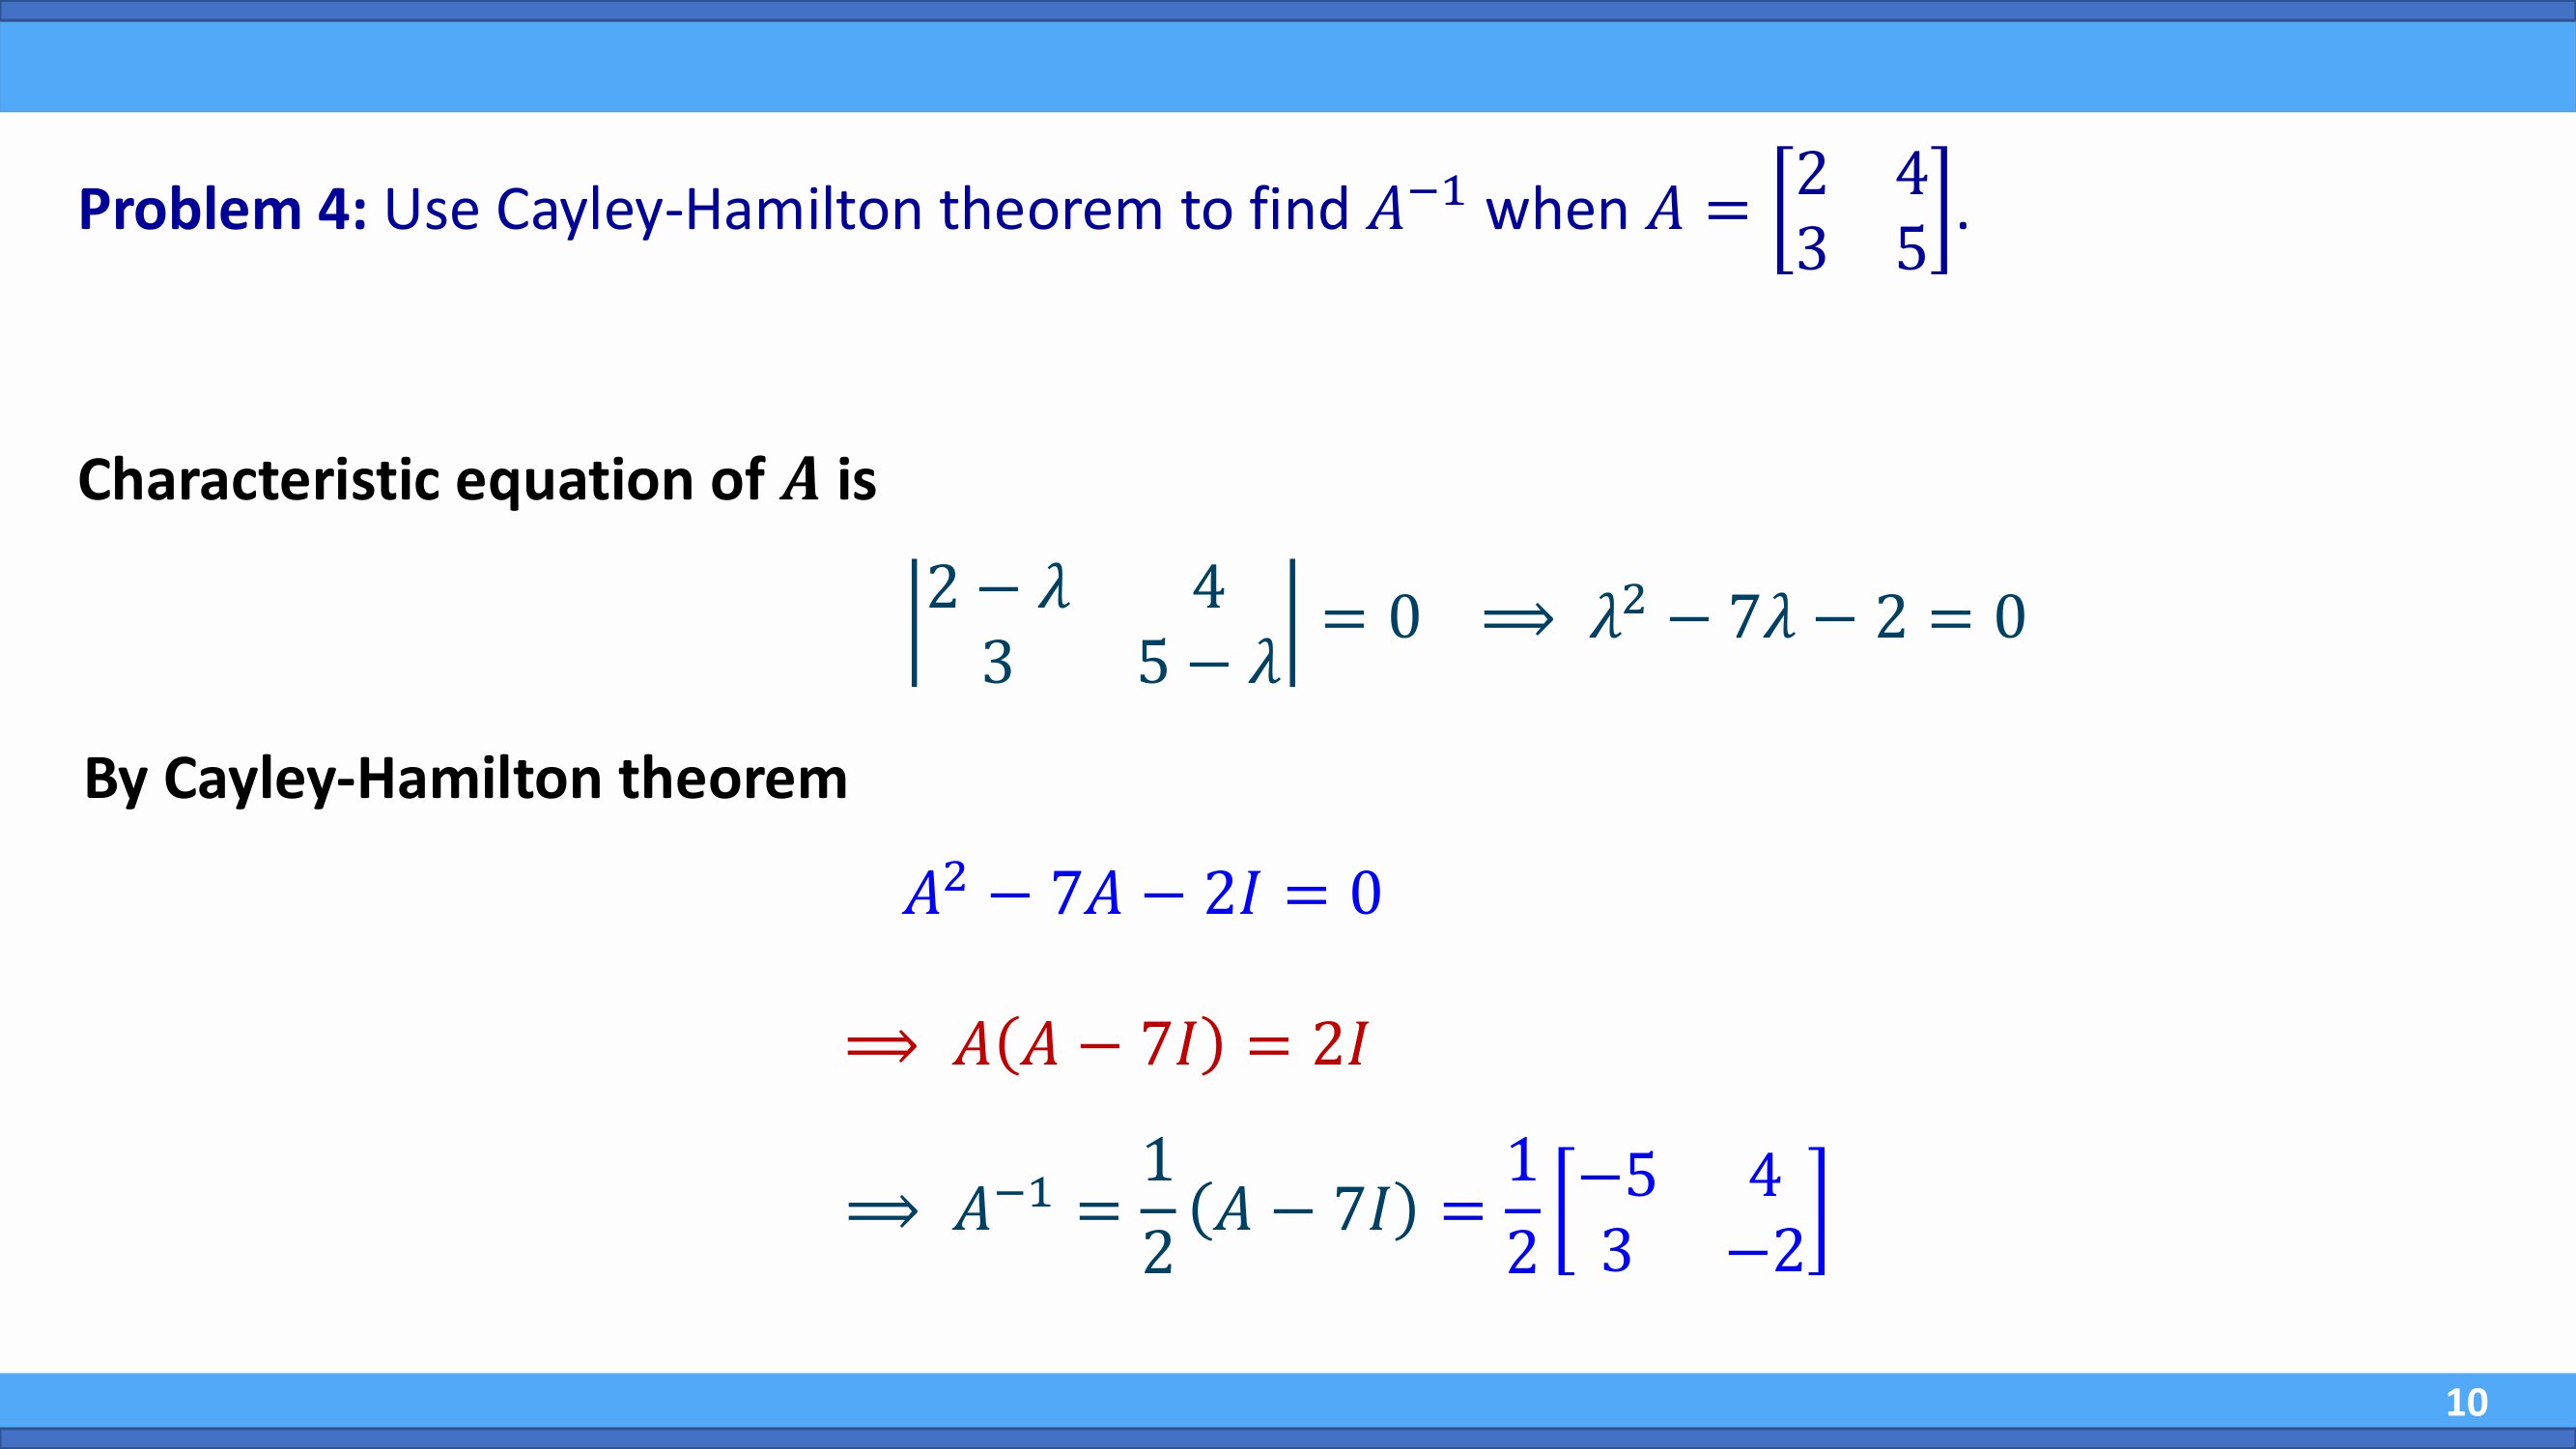 Problem 4: Use Cayley-Hamilton theorem to find $A^{-1}$ when $A = \begin{bmatrix} 2 & 4 \\ 3 & 5 \end{bmatrix}$.
Characteristic equation of $A$ is
$\begin{vmatrix} 2 - \lambda & 4 \\ 3 & 5 - \lambda \end{vmatrix} = 0 \implies \lambda^2 - 7\lambda - 2 = 0$
By Cayley-Hamilton theorem
$A^2 - 7A - 2I = 0$
$\implies A(A - 7I) = 2I$
$\implies A^{-1} = \frac{1}{2}(A - 7I) = \frac{1}{2}\begin{bmatrix} -5 & 4 \\ 3 & -2 \end{bmatrix}$
10